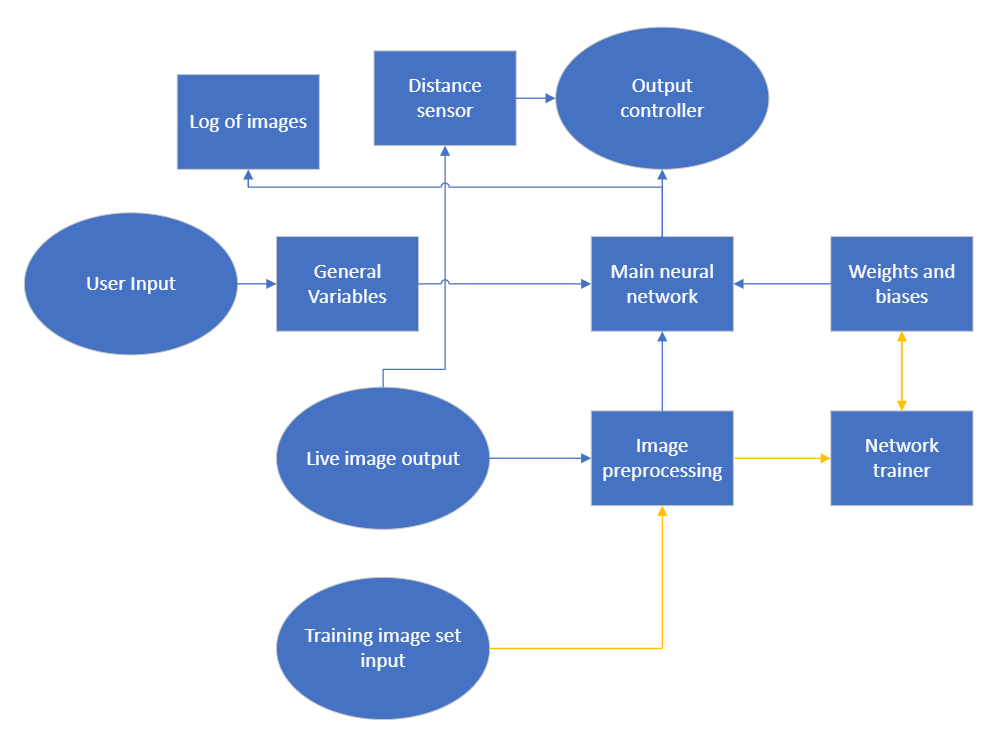 Distance
sensor
Output
controller
Log of images
User Input
General
Variables
Main neural
network
Weights and
biases
Live image output
Image
preprocessing
Network
trainer
Training image set
input